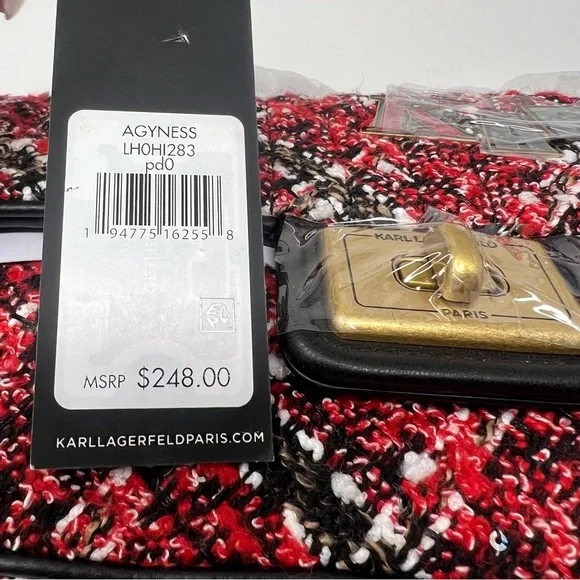 AGYNESS
LH0HI283
pd0
1 94775 16255 8
MSRP $248.00
KARLLAGERFELDPARIS.COM
KARL LAGERFELD
PARIS